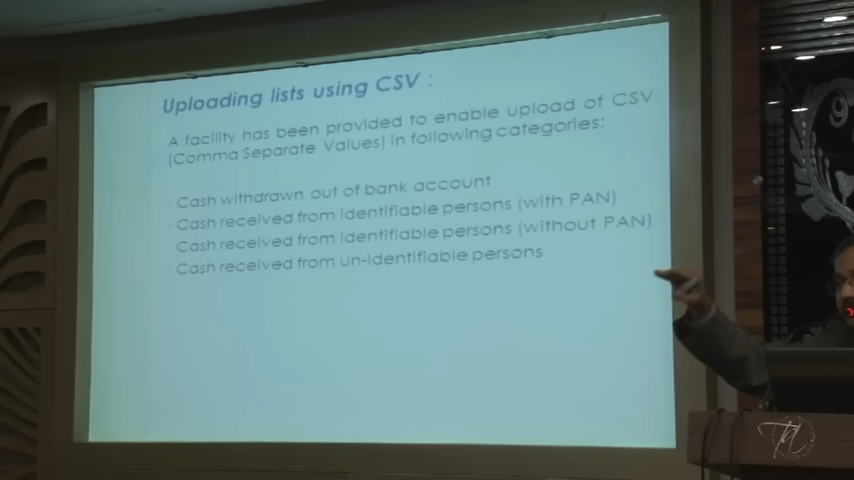 Uploading lists using CSV :
A facility has been provided to enable upload of CSV
(Comma Separate Values) in following categories:
Cash withdrawn out of bank account
Cash received from identifiable persons (with PAN)
Cash received from identifiable persons (without PAN)
Cash received from un-identifiable persons